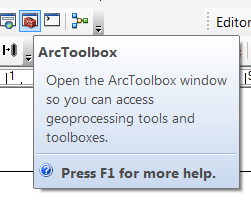 Editor
1
ArcToolbox
Open the ArcToolbox window
so you can access
geoprocessing tools and
toolboxes.
Press F1 for more help.